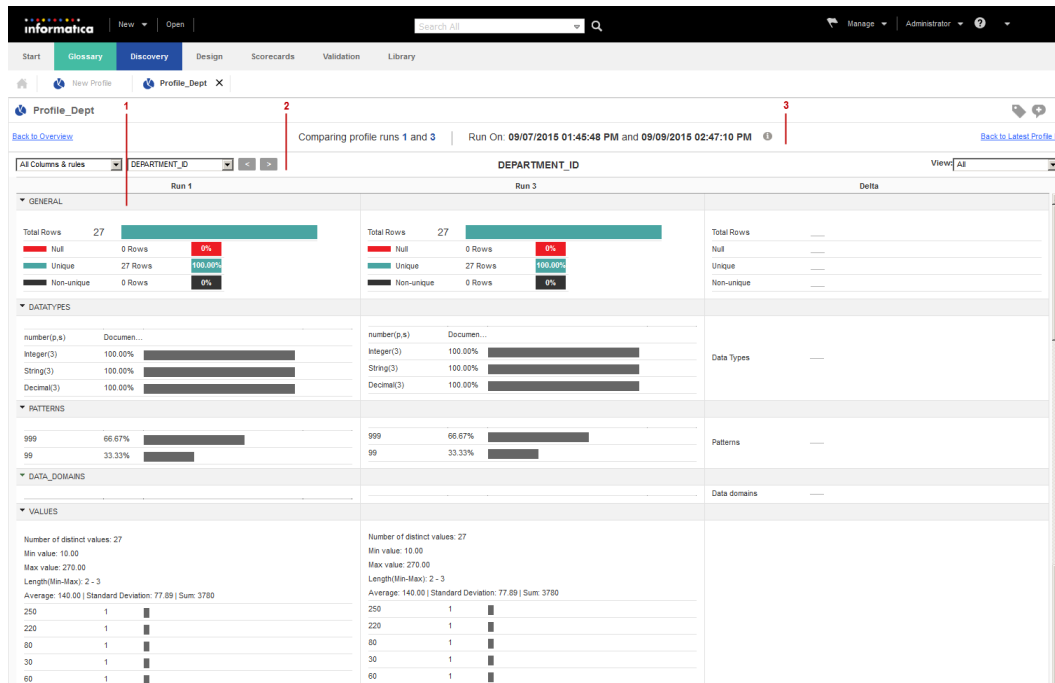 informatica New Open Search All Manage Administrator ?
Start Glossary Discovery Design Scorecards Validation Library
New Profile Profile_Dept X
Profile_Dept 1 2 3
Back to Overview Comparing profile runs 1 and 3 Run On: 09/07/2015 01:45:48 PM and 09/09/2015 02:47:10 PM Back to Latest Profile
All Columns & rules DEPARTMENT_ID < > DEPARTMENT_ID View: All
Run 1 Run 3 Delta
GENERAL
Total Rows 27 Total Rows 27 Total Rows
Null 0 Rows 0% Null 0 Rows 0% Null
Unique 27 Rows 100.00% Unique 27 Rows 100.00% Unique
Non-unique 0 Rows 0% Non-unique 0 Rows 0% Non-unique
DATATYPES
number(p,s) Documen... number(p,s) Documen...
Integer(3) 100.00% Integer(3) 100.00%
String(3) 100.00% String(3) 100.00% Data Types
Decimal(3) 100.00% Decimal(3) 100.00%
PATTERNS
999 66.67% 999 66.67% Patterns
99 33.33% 99 33.33%
DATA_DOMAINS
Data domains
VALUES
Number of distinct values: 27 Number of distinct values: 27
Min value: 10.00 Min value: 10.00
Max value: 270.00 Max value: 270.00
Length(Min-Max): 2 - 3 Length(Min-Max): 2 - 3
Average: 140.00 | Standard Deviation: 77.89 | Sum: 3780 Average: 140.00 | Standard Deviation: 77.89 | Sum: 3780
250 1 250 1
220 1 220 1
80 1 80 1
30 1 30 1
60 1 60 1